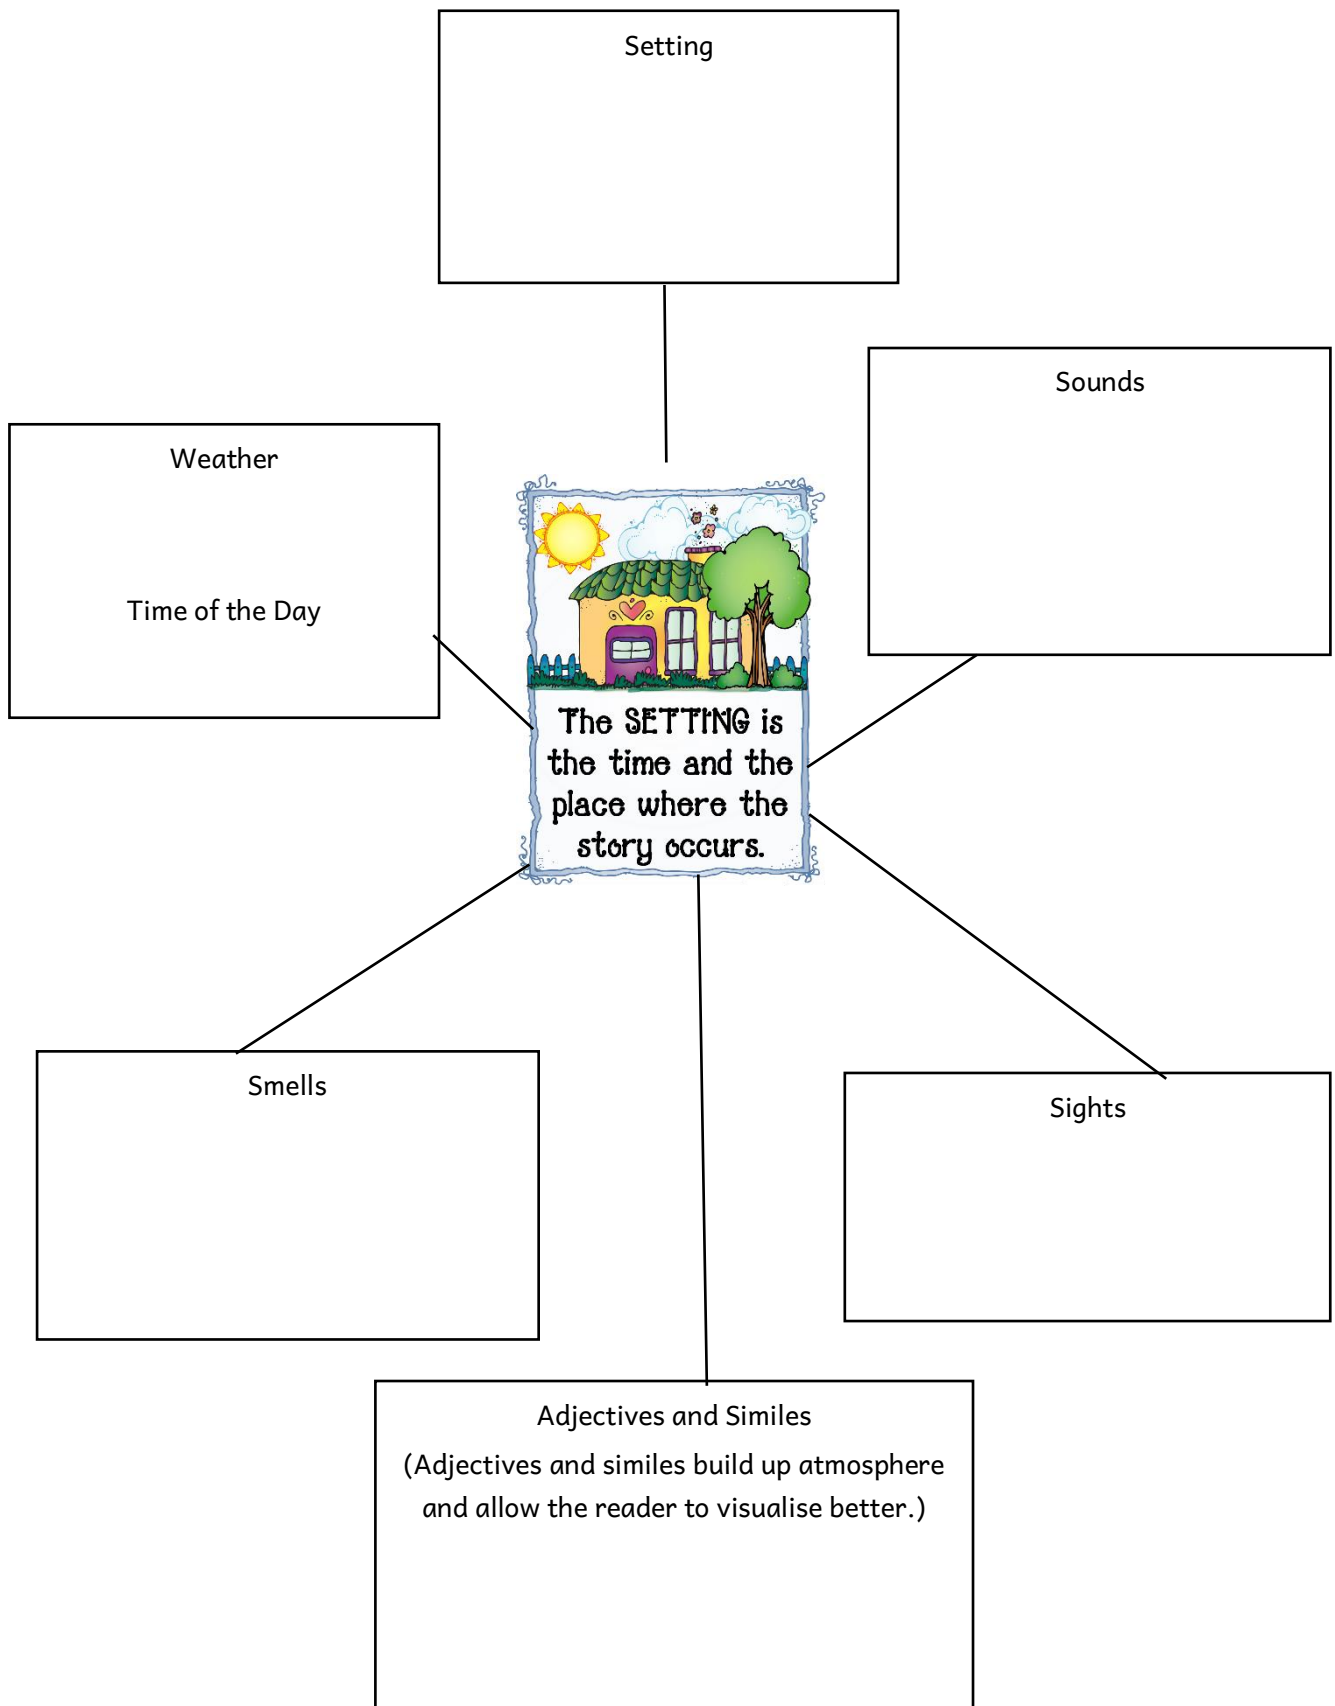 Setting
Sounds
Weather
Time of the Day
The SETTING is
the time and the
place where the
story occurs.
Smells
Sights
Adjectives and Similes
(Adjectives and similes build up atmosphere
and allow the reader to visualise better.)